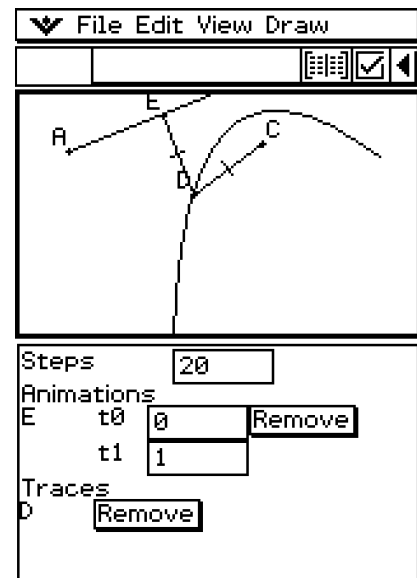 File Edit View Draw
E
A
C
D
Steps 20
Animations
E t0 0 Remove
t1 1
Traces
D Remove